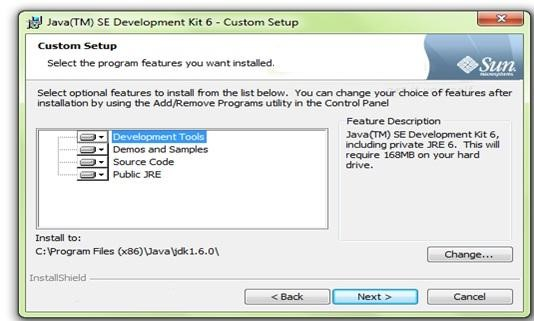 Java(TM) SE Development Kit 6 - Custom Setup
Custom Setup
Select the program features you want installed.
Sun
microsystems
Select optional features to install from the list below. You can change your choice of features after
installation by using the Add/Remove Programs utility in the Control Panel
Development Tools
Demos and Samples
Source Code
Public JRE
Feature Description
Java(TM) SE Development Kit 6,
including private JRE 6. This will
require 168MB on your hard
drive.
Install to:
C:\Program Files (x86)\Java\jdk1.6.0\
Change...
InstallShield
< Back
Next >
Cancel